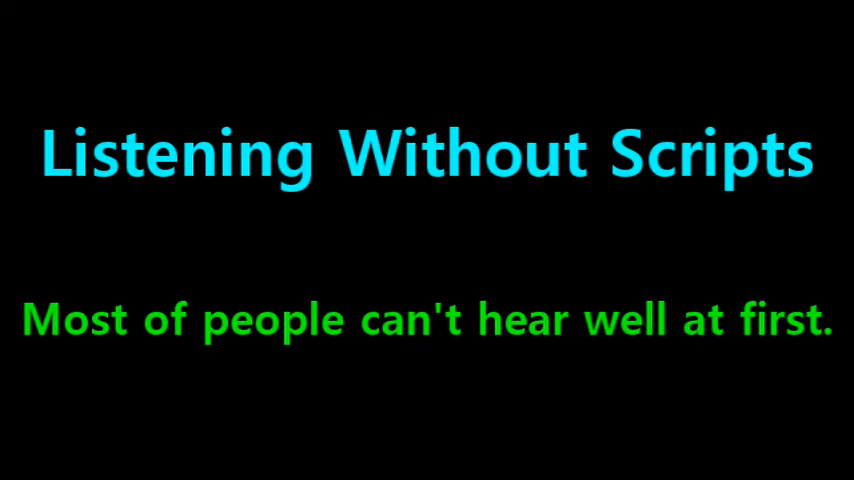 Listening Without Scripts
Most of people can't hear well at first.